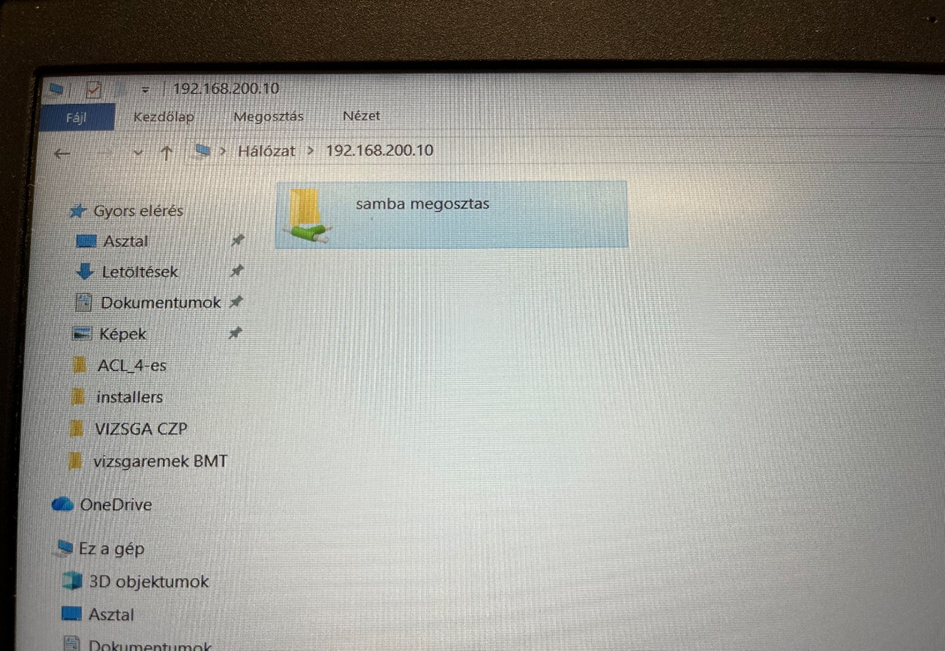 192.168.200.10
Fájl Kezdőlap Megosztás Nézet
Hálózat > 192.168.200.10
samba megosztas
Gyors elérés
Asztal
Letöltések
Dokumentumok
Képek
ACL_4-es
installers
VIZSGA CZP
vizsgaremek BMT
OneDrive
Ez a gép
3D objektumok
Asztal
Dokumentumok